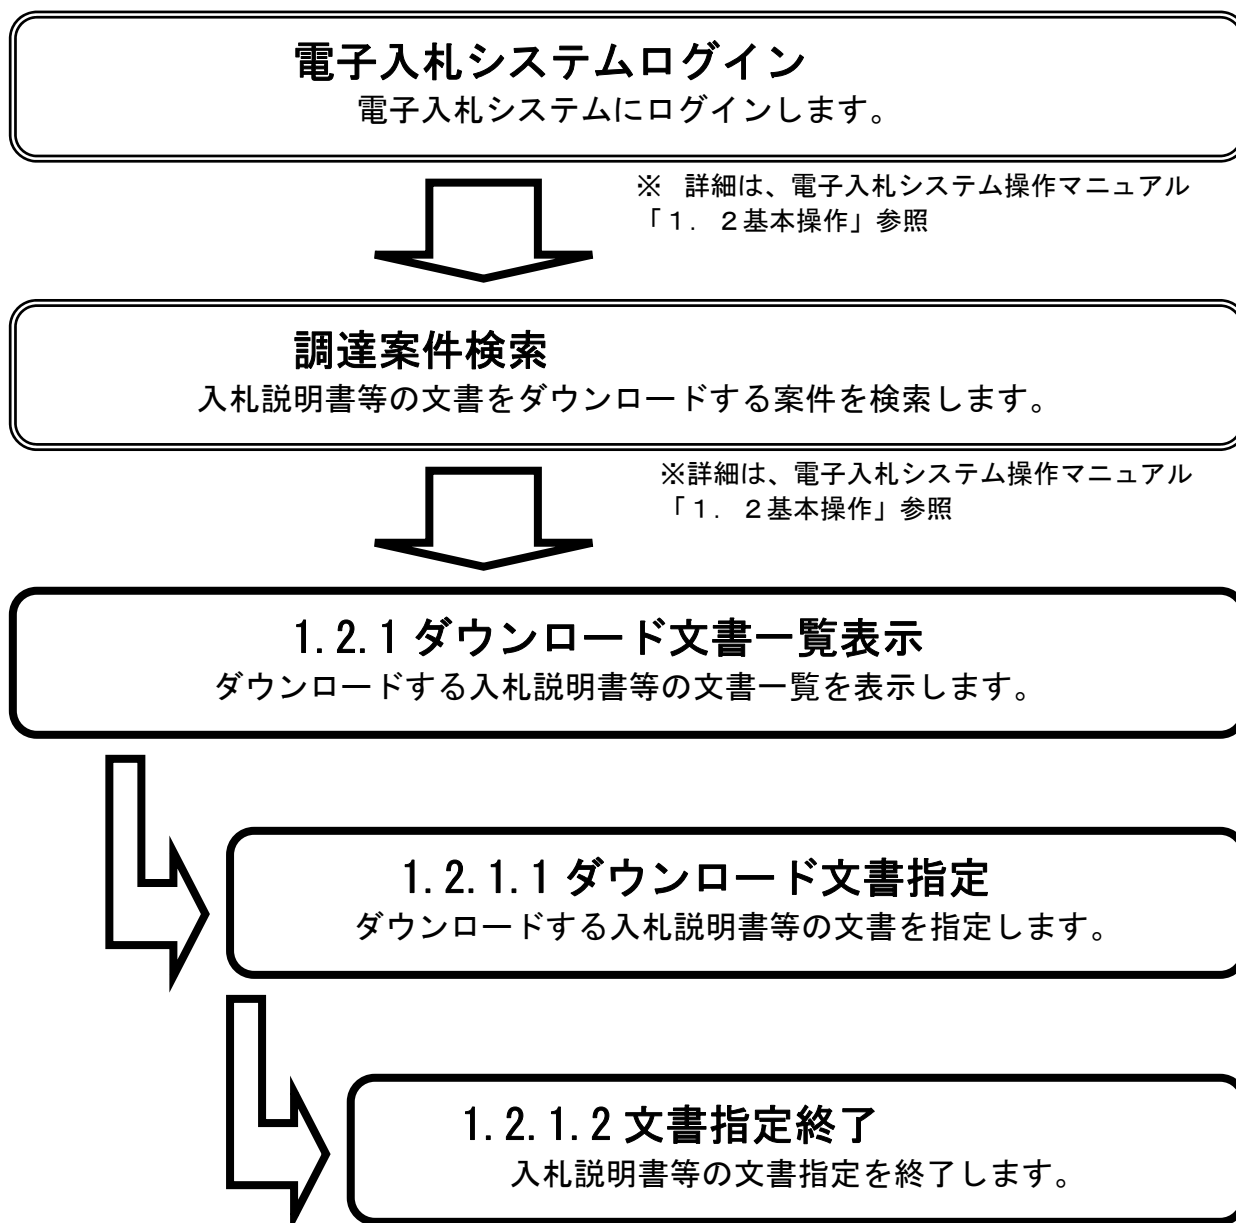 電子入札システムログイン
電子入札システムにログインします。
※　詳細は、電子入札システム操作マニュアル
「１．２基本操作」参照
調達案件検索
入札説明書等の文書をダウンロードする案件を検索します。
※詳細は、電子入札システム操作マニュアル
「１．２基本操作」参照
1.2.1 ダウンロード文書一覧表示
ダウンロードする入札説明書等の文書一覧を表示します。
1.2.1.1 ダウンロード文書指定
ダウンロードする入札説明書等の文書を指定します。
1.2.1.2 文書指定終了
入札説明書等の文書指定を終了します。